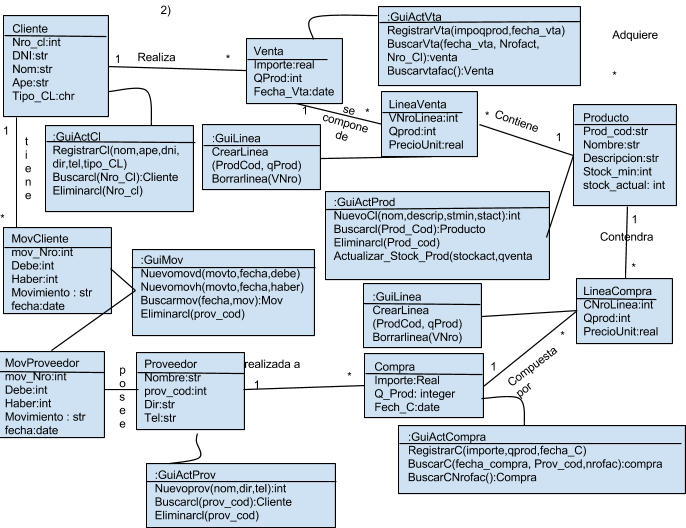 2)
Cliente
Nro_cl:int
DNI:str
Nom:str
Ape:str
Tipo_CL:chr
1
Realiza
*
Venta
Importe:real
QProd:int
Fecha_Vta:date
:GuiActVta
RegistrarVta(impoqprod,fecha_vta)
BuscarVta(fecha_vta, Nrofact,
Nro_Cl):venta
Buscarvtafac():Venta
Adquiere
*
1
se
compone
de
*
LineaVenta
VNroLinea:int
Qprod:int
PrecioUnit:real
* Contiene
1
Producto
Prod_cod:str
Nombre:str
Descripcion:str
Stock_min:int
stock_actual: int
1
tiene
*
:GuiActCl
RegistrarCl(nom,ape,dni,
dir,tel,tipo_CL)
Buscarcl(Nro_Cl):Cliente
Eliminarcl(Nro_cl)
:GuiLinea
CrearLinea
(ProdCod, qProd)
Borrarlinea(VNro)
:GuiActProd
NuevoCl(nom,descrip,stmin,stact):int
Buscarcl(Prod_Cod):Producto
Eliminarcl(Prod_cod)
Actualizar_Stock_Prod(stockact,qventa
1
Contendra
*
MovCliente
mov_Nro:int
Debe:int
Haber:int
Movimiento : str
fecha:date
:GuiMov
Nuevomovd(movto,fecha,debe)
Nuevomovh(movto,fecha,haber)
Buscarmov(fecha,mov):Mov
Eliminarcl(prov_cod)
:GuiLinea
CrearLinea
(ProdCod, qProd)
Borrorlinea(VNro)
LineaCompra
CNroLinea:int
Qprod:int
PrecioUnit:real
MovProveedor
mov_Nro:int
Debe:int
Haber:int
Movimiento : str
fecha:date
posee
Proveedor
Nombre:str
prov_cod:int
Dir:str
Tel:str
realizada a
1
*
Compra
Importe:Real
Q_Prod: integer
Fech_C:date
1
Compuesta
por
*
:GuiActCompra
RegistrarC(importe,qprod,fecha_C)
BuscarC(fecha_compra, Prov_cod,nrofac):compra
BuscarCNrofac():Compra
:GuiActProv
Nuevoprov(nom,dir,tel):int
Buscarcl(prov_cod):Cliente
Eliminarcl(prov_cod)